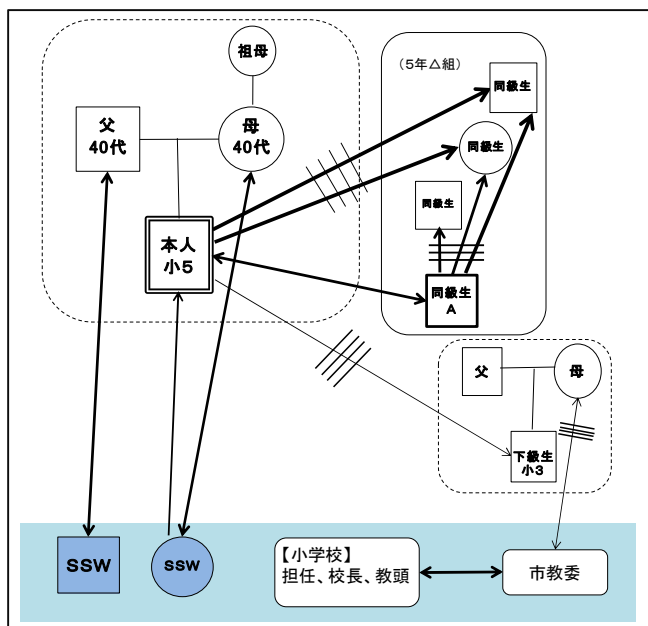 祖母
父
40代
母
40代
本人
小5
(5年△組)
同級生
同級生
同級生
同級生
A
父
母
下級生
小3
SSW
SSW
【小学校】
担任、校長、教頭
市教委